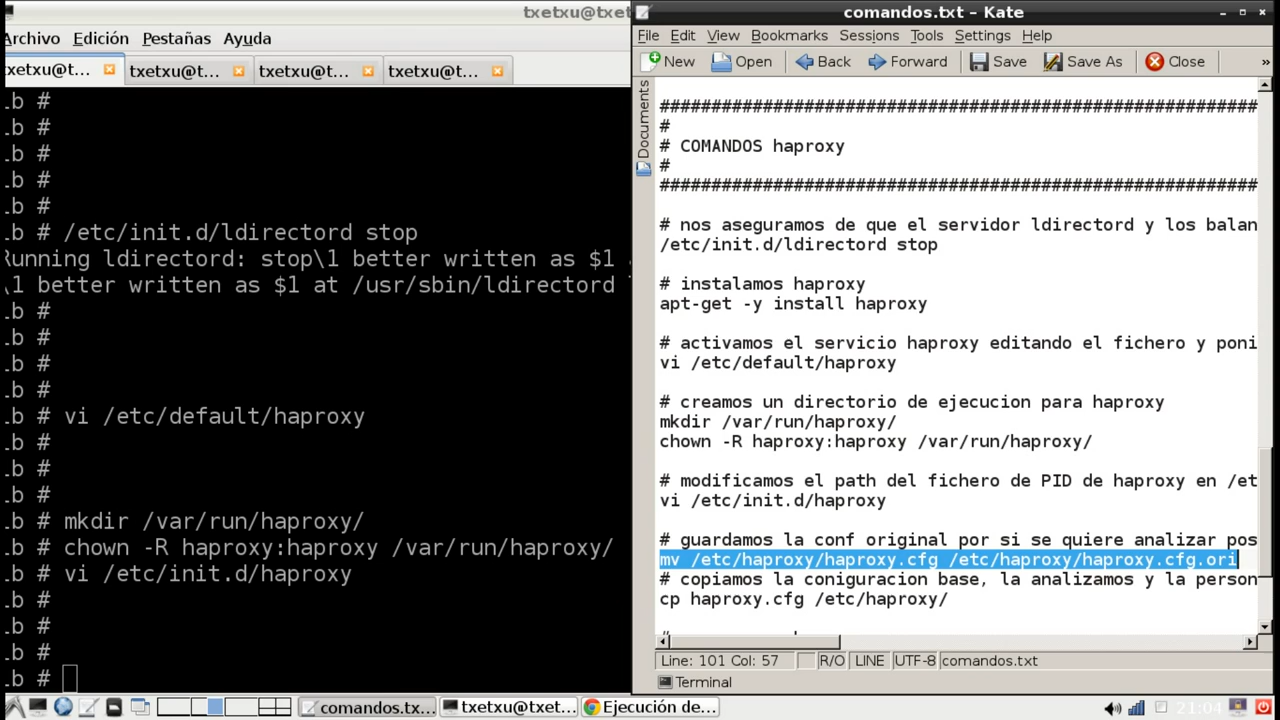 txetxu@txet
Archivo Edición Pestañas Ayuda
txetxu@t... txetxu@t... txetxu@t... txetxu@t...
.b #
.b #
.b #
.b #
.b #
.b # /etc/init.d/ldirectord stop
Running ldirectord: stop\1 better written as $1
\1 better written as $1 at /usr/sbin/ldirectord
.b #
.b #
.b #
.b #
.b # vi /etc/default/haproxy
.b #
.b #
.b #
.b # mkdir /var/run/haproxy/
.b # chown -R haproxy:haproxy /var/run/haproxy/
.b # vi /etc/init.d/haproxy
.b #
.b #
.b #
.b #
comandos.txt – Kate
File Edit View Bookmarks Sessions Tools Settings Help
New Open Back Forward Save Save As Close »
Documents
##########################################################
#
# COMANDOS haproxy
#
##########################################################
# nos aseguramos de que el servidor ldirectord y los balan
/etc/init.d/ldirectord stop
# instalamos haproxy
apt-get -y install haproxy
# activamos el servicio haproxy editando el fichero y poni
vi /etc/default/haproxy
# creamos un directorio de ejecucion para haproxy
mkdir /var/run/haproxy/
chown -R haproxy:haproxy /var/run/haproxy/
# modificamos el path del fichero de PID de haproxy en /et
vi /etc/init.d/haproxy
# guardamos la conf original por si se quiere analizar pos
mv /etc/haproxy/haproxy.cfg /etc/haproxy/haproxy.cfg.ori
# copiamos la coniguracion base, la analizamos y la person
cp haproxy.cfg /etc/haproxy/
Line: 101 Col: 57 R/O LINE UTF-8 comandos.txt
Terminal
comandos.tx... txetxu@txet... Ejecución de... 21:04